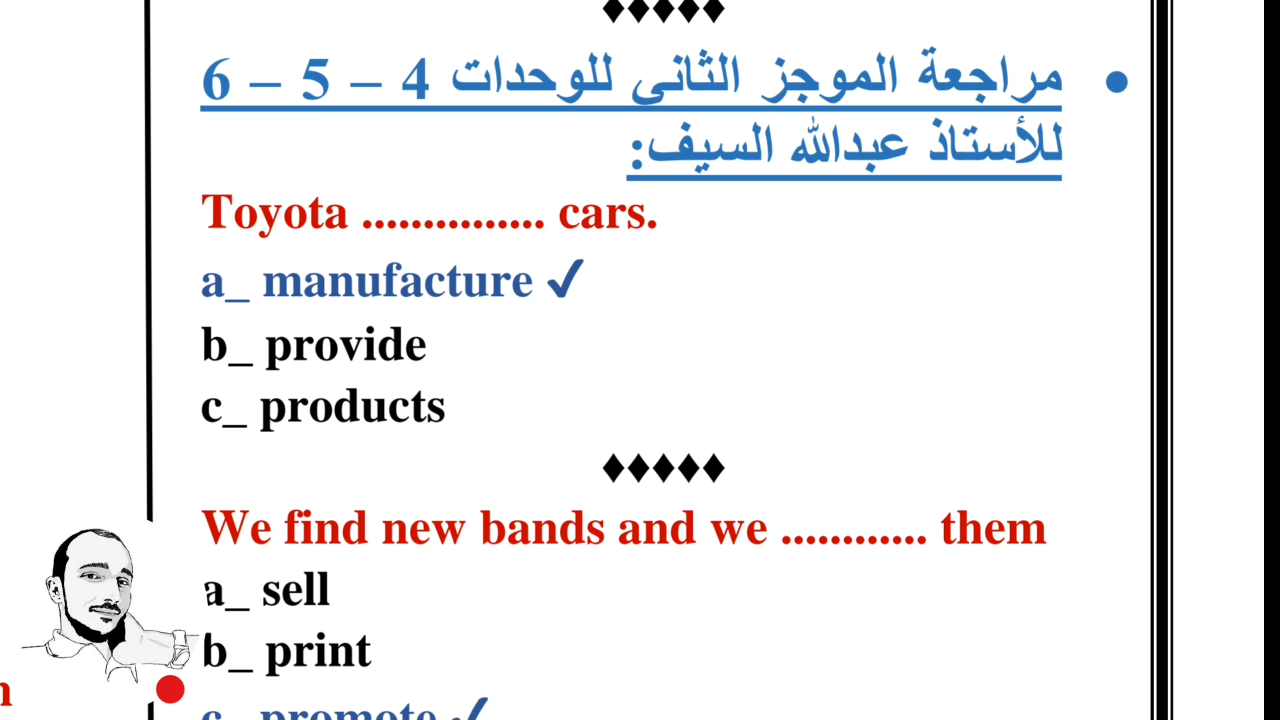 ♦♦♦♦♦
• مراجعة الموجز الثاني للوحدات 4 – 5 – 6
للأستاذ عبدالله السيف:
Toyota ............... cars.
a_ manufacture ✓
b_ provide
c_ products
♦♦♦♦♦
We find new bands and we ............ them
a_ sell
b_ print
c_ promote ✓